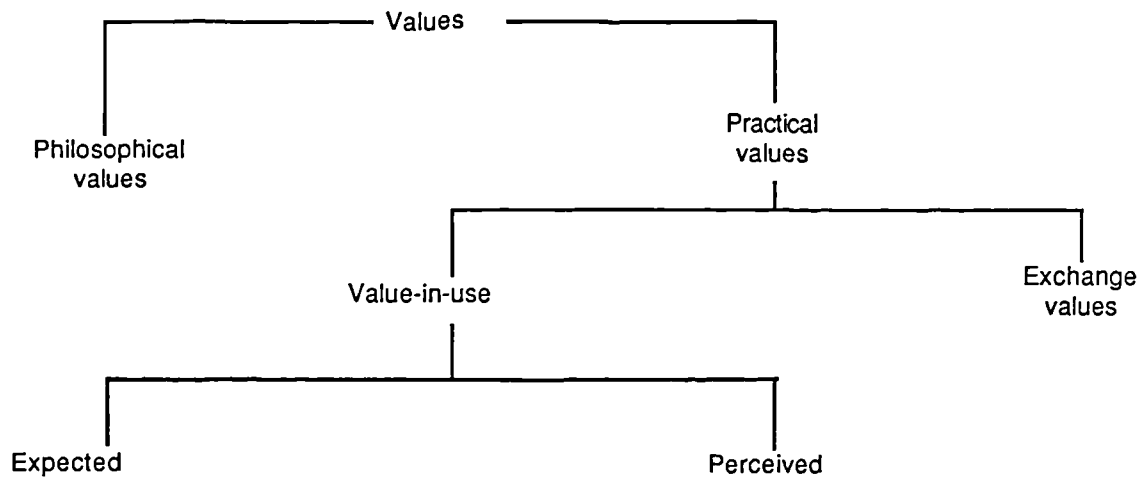 Values
Practical
values
Philosophical
values
Exchange
values
Value-in-use
Expected
Perceived